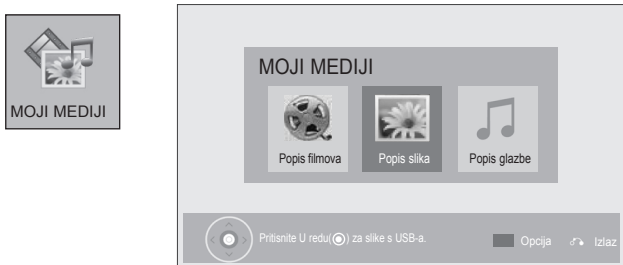 MOJI MEDIJI
MOJI MEDIJI
Popis filmova
Popis slika
Popis glazbe
Pritisnite U redu(◉) za slike s USB-a.
Opcija
Izlaz